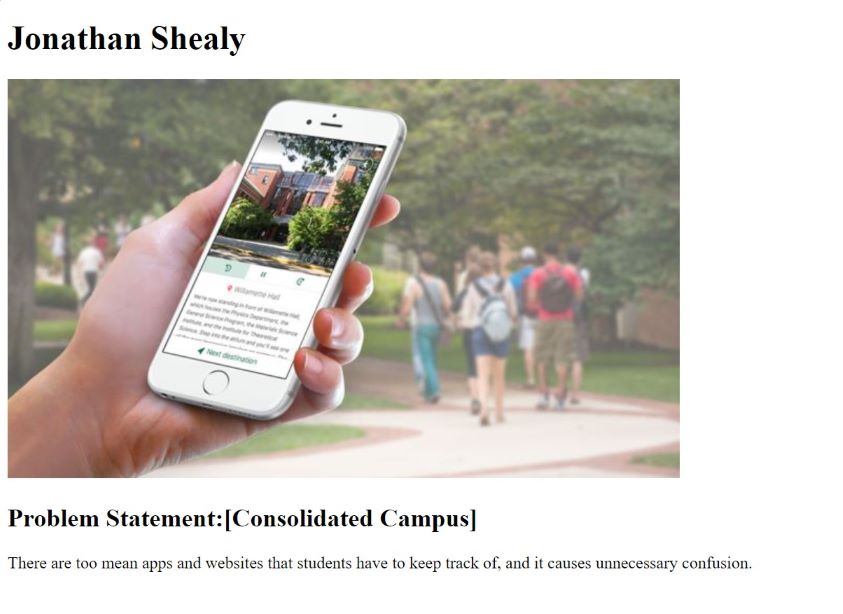 Jonathan Shealy
Willamette Hall
We're now standing in front of Willamette Hall,
which houses the Physics Department, the
General Science Program, the Materials Science
Institute, and the Institute for Theoretical
Science. Step into the atrium and you'll see one
Next destination
Problem Statement:[Consolidated Campus]
There are too mean apps and websites that students have to keep track of, and it causes unnecessary confusion.